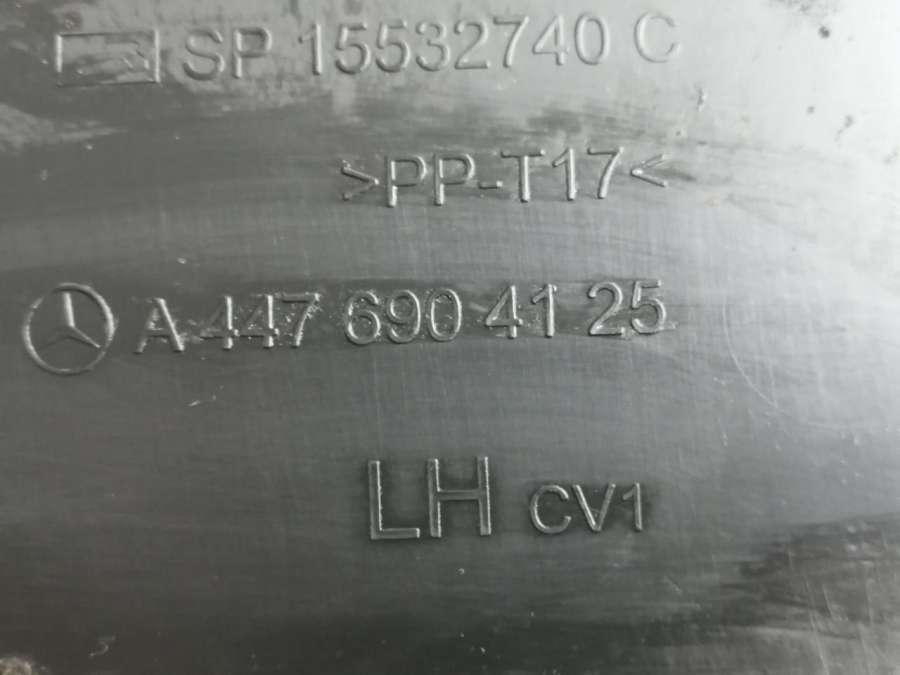 SP 15532740 C
>PP-T17<
A 447 690 41 25
LH CV1